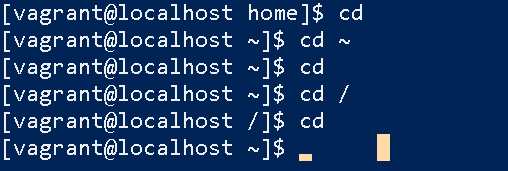 [vagrant@localhost home]$ cd
[vagrant@localhost ~]$ cd ~
[vagrant@localhost ~]$ cd
[vagrant@localhost ~]$ cd /
[vagrant@localhost /]$ cd
[vagrant@localhost ~]$